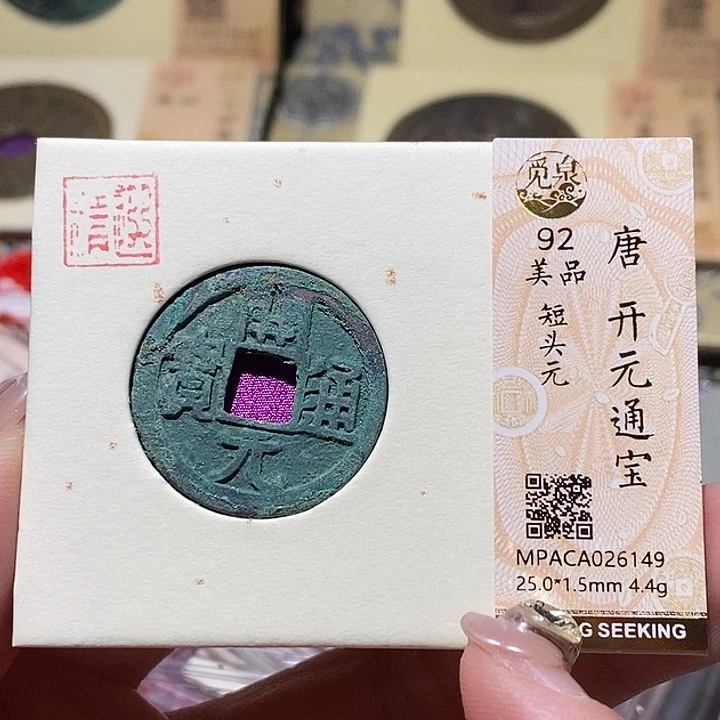 開
元
通
寳
觅泉
92
美品
短头元
唐 开元通宝
MPACA026149
25.0*1.5mm 4.4g
G SEEKING